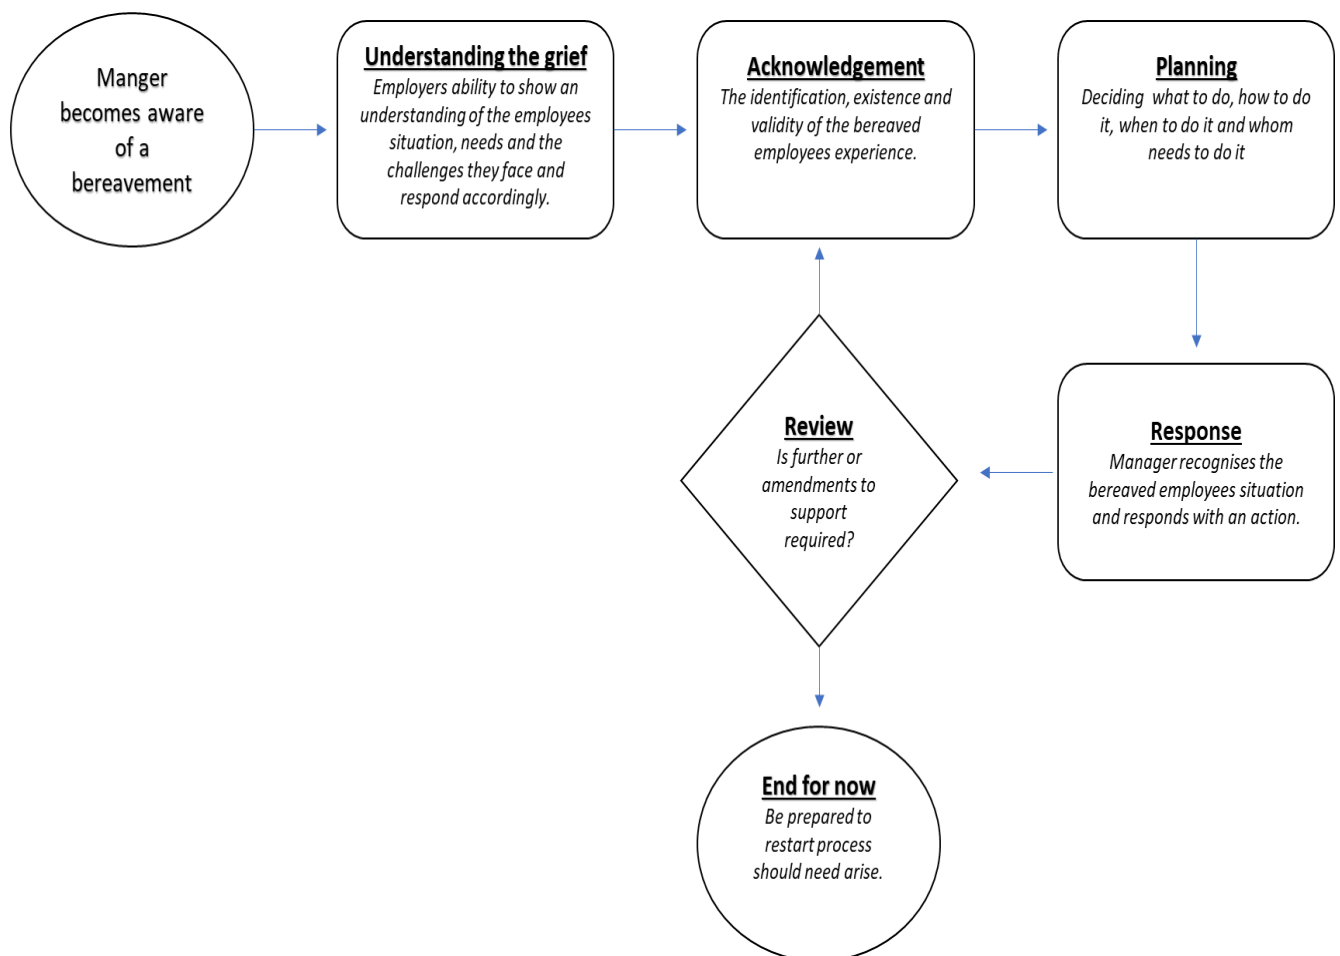 Manger
becomes aware
of a
bereavement
Understanding the grief
Employers ability to show an
understanding of the employees
situation, needs and the
challenges they face and
respond accordingly.
Acknowledgement
The identification, existence and
validity of the bereaved
employees experience.
Planning
Deciding what to do, how to do
it, when to do it and whom
needs to do it
Response
Manager recognises the
bereaved employees situation
and responds with an action.
Review
Is further or
amendments to
support
required?
End for now
Be prepared to
restart process
should need arise.